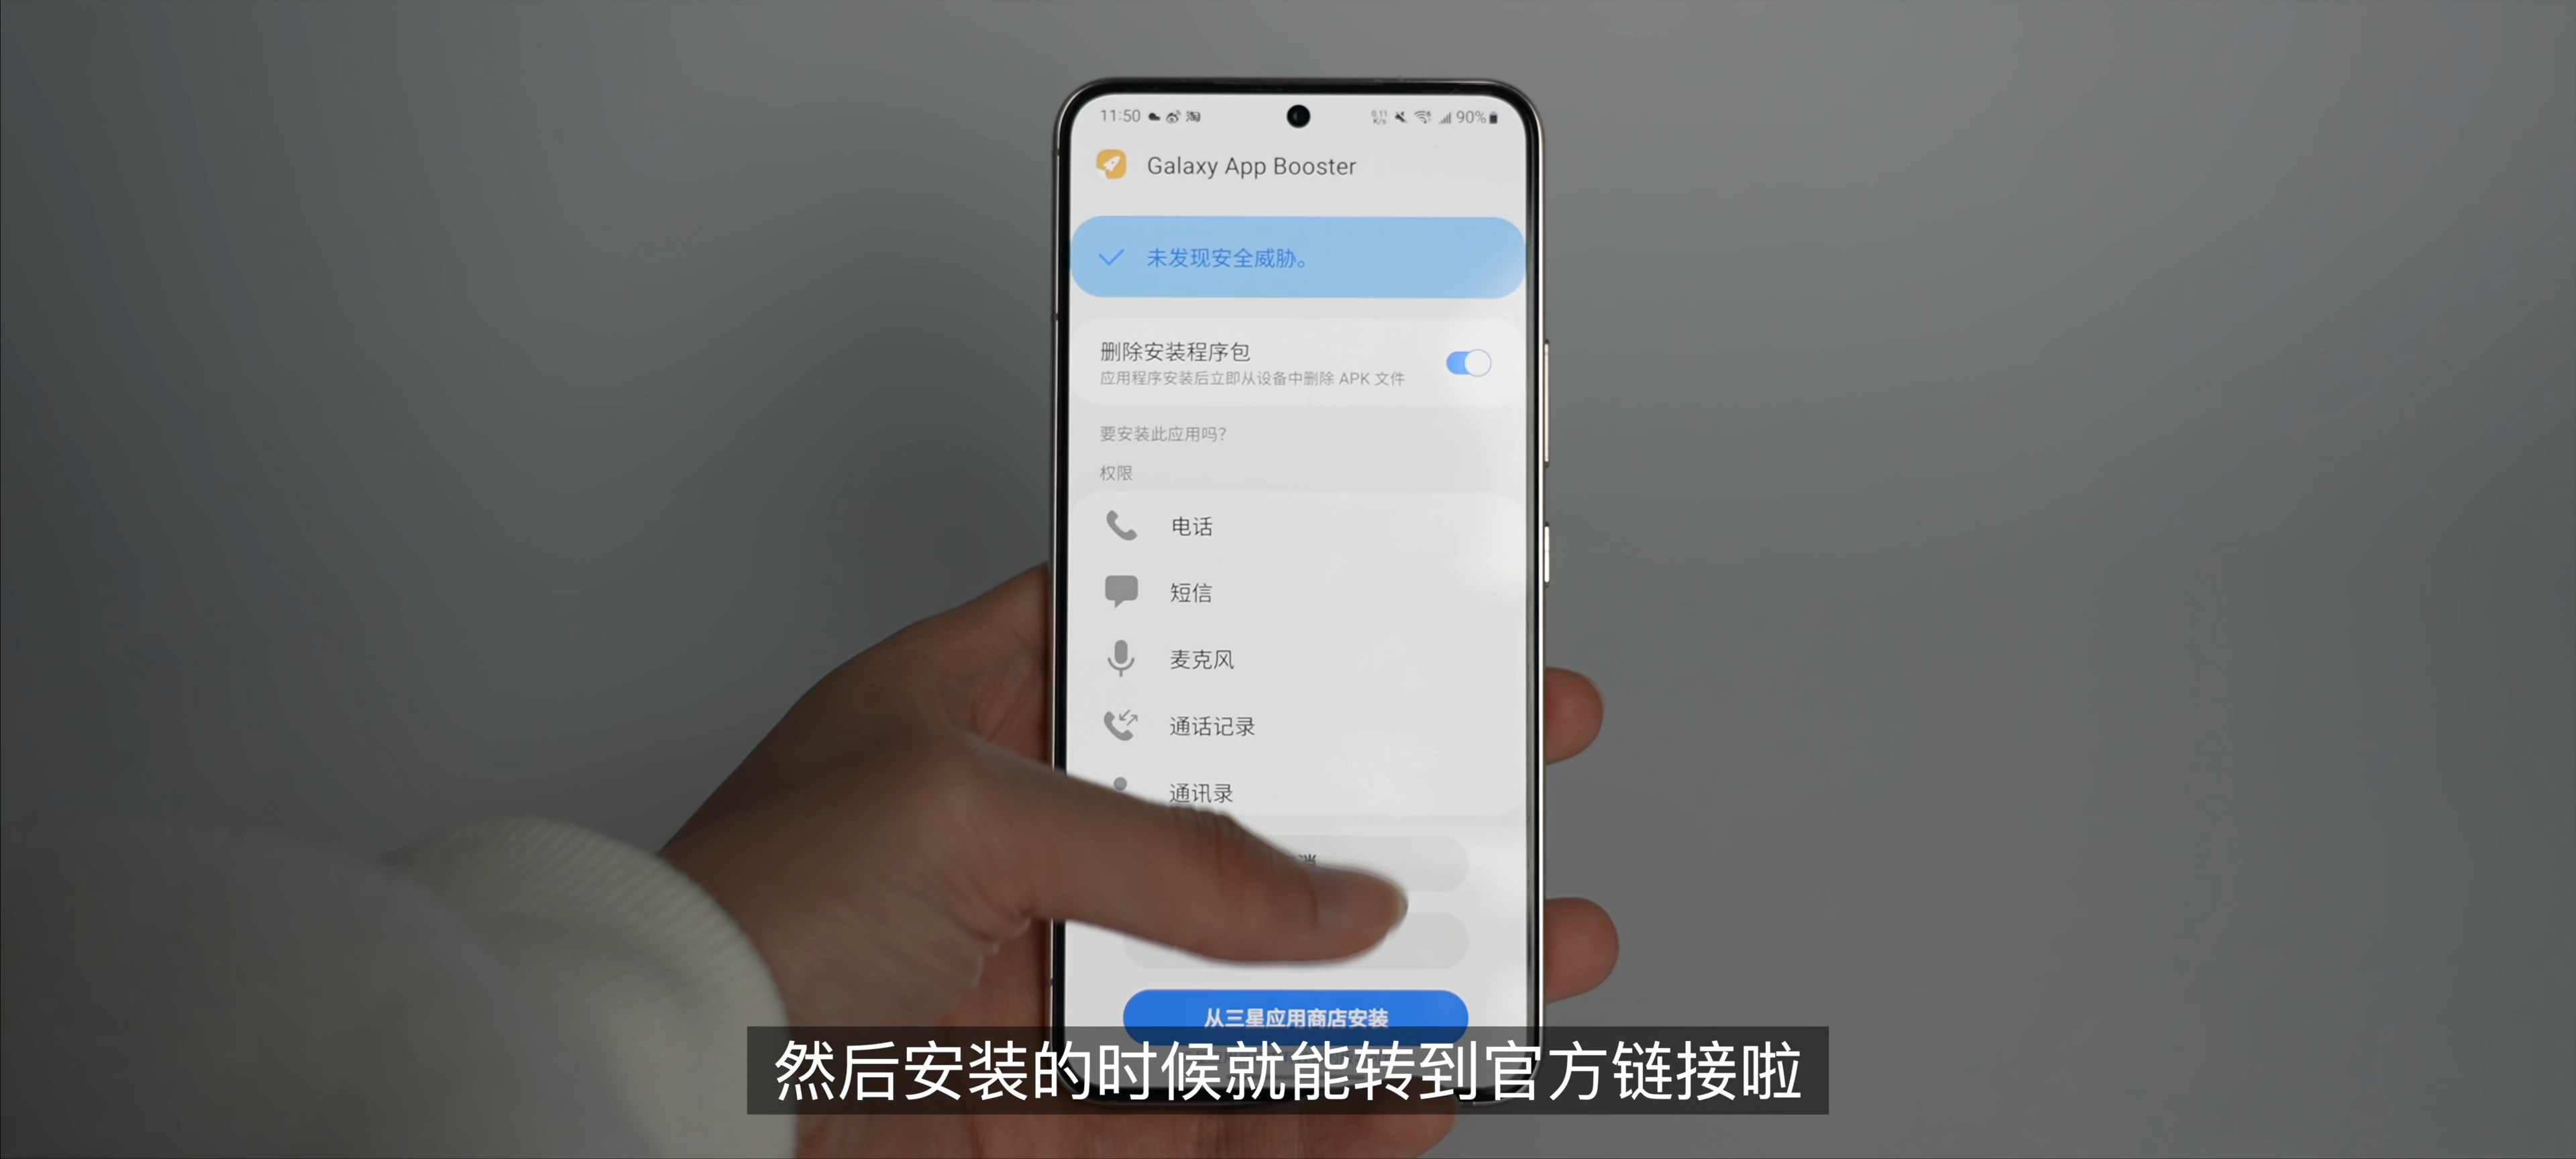 11:50
0.11
K/s
90%
Galaxy App Booster
未发现安全威胁。
删除安装程序包
应用程序安装后立即从设备中删除 APK 文件
要安装此应用吗?
权限
电话
短信
麦克风
通话记录
通讯录
消
从三星应用商店安装
然后安装的时候就能转到官方链接啦